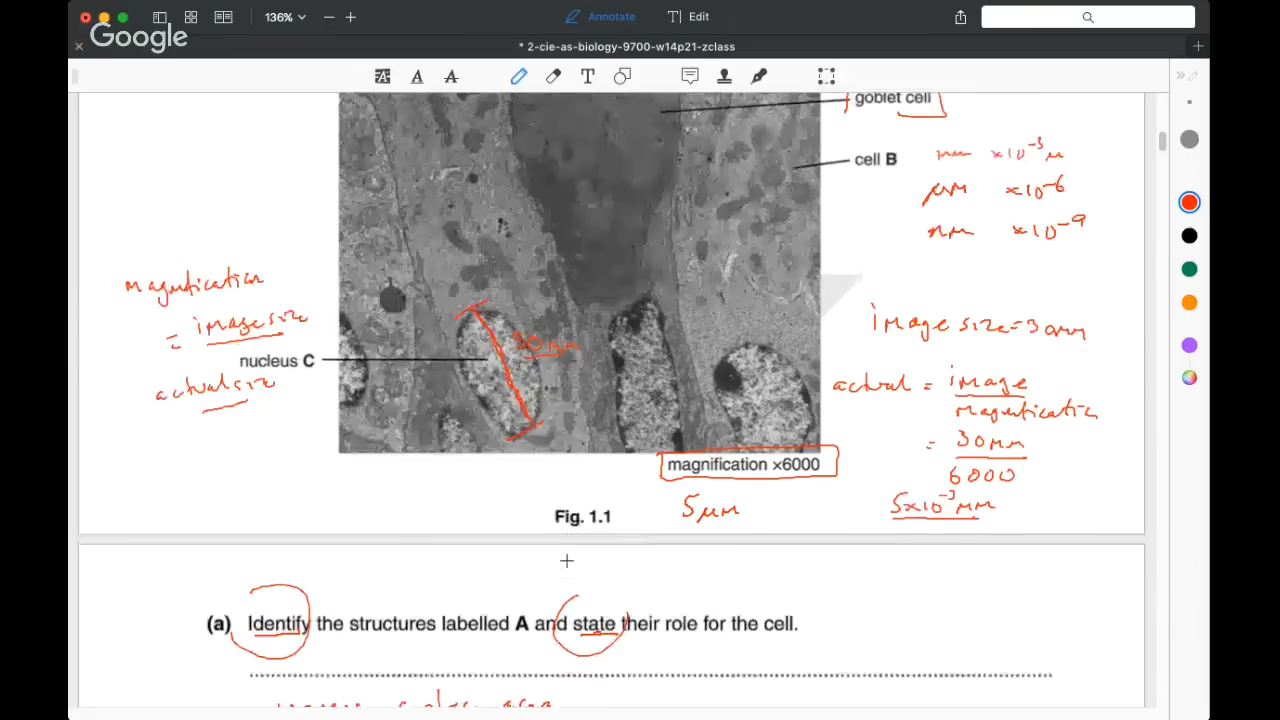 136%
Annotate
T| Edit
Google
* 2-cie-as-biology-9700-w14p21-zclass
goblet cell
cell B
mm ×10⁻³ m
μm ×10⁻⁶
nm ×10⁻⁹
magnification
= image size
actual size
nucleus C
30mm
image size = 30mm
actual = image
magnification
= 30mm
6000
5×10⁻³ mm
magnification ×6000
5μm
Fig. 1.1
(a) Identify the structures labelled A and state their role for the cell.